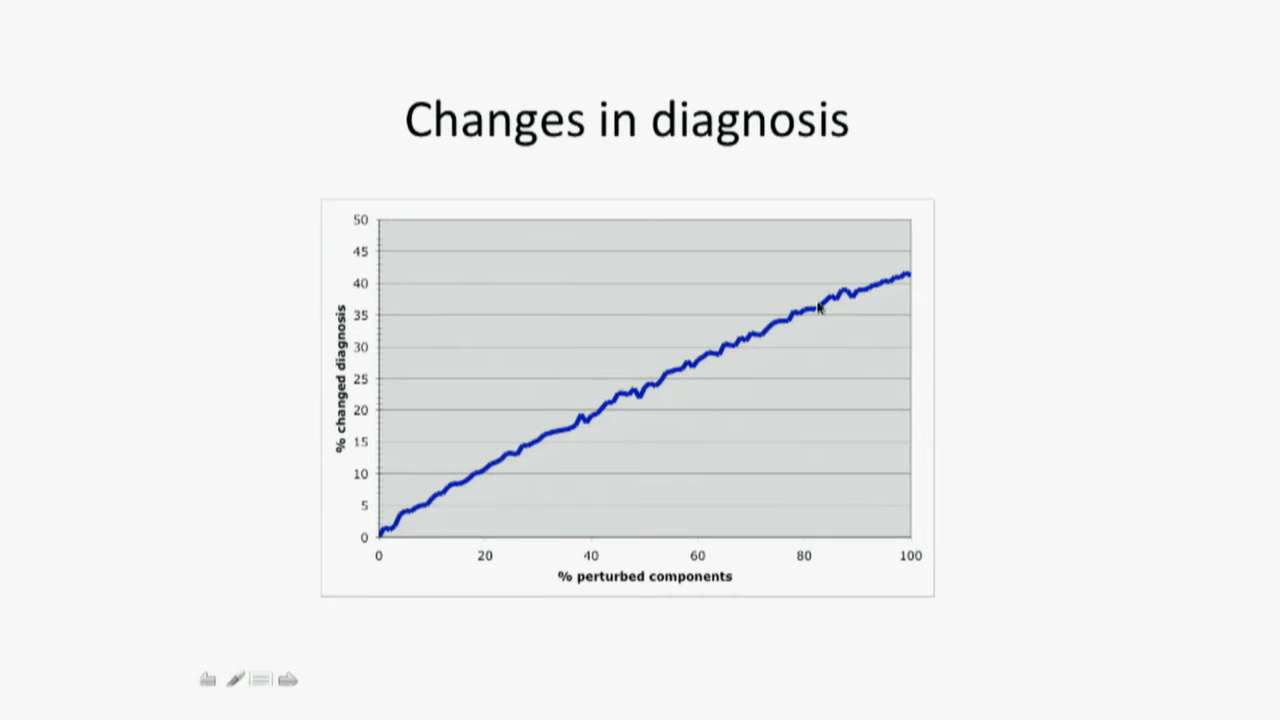 Changes in diagnosis
50
45
40
35
30
25
20
15
10
5
0
% changed diagnosis
0 20 40 60 80 100
% perturbed components